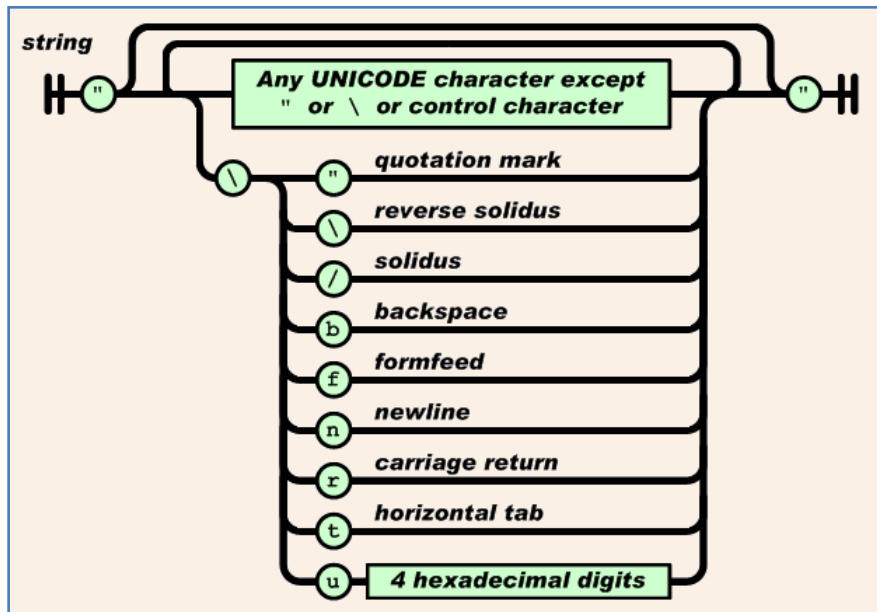 string
" Any UNICODE character except "
" or \ or control character
\ " quotation mark
\ reverse solidus
/ solidus
b backspace
f formfeed
n newline
r carriage return
t horizontal tab
u 4 hexadecimal digits